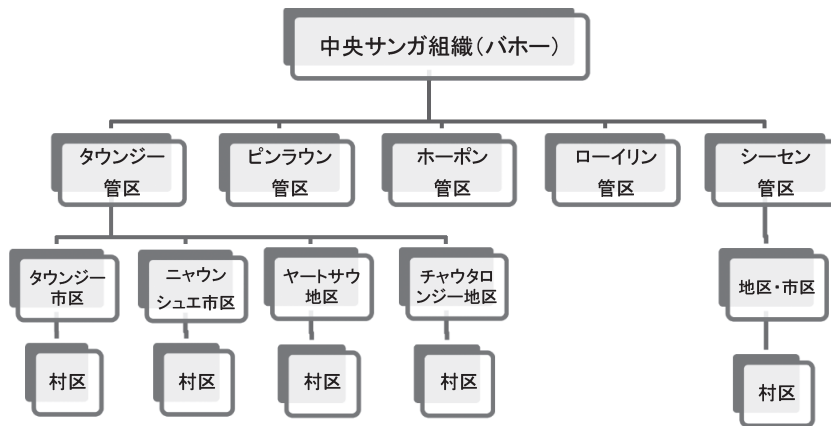 中央サンガ組織（バホー）
タウンジー
管区
ピンラウン
管区
ホーポン
管区
ローイリン
管区
シーセン
管区
タウンジー
市区
ニャウン
シュエ市区
ヤートサウ
地区
チャウタロ
ンジー地区
地区・市区
村区
村区
村区
村区
村区